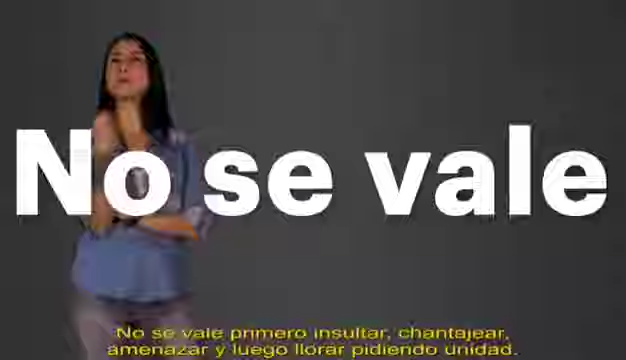 No se vale
No se vale primero insultar, chantajear,
amenazar y luego llorar pidiendo unidad.